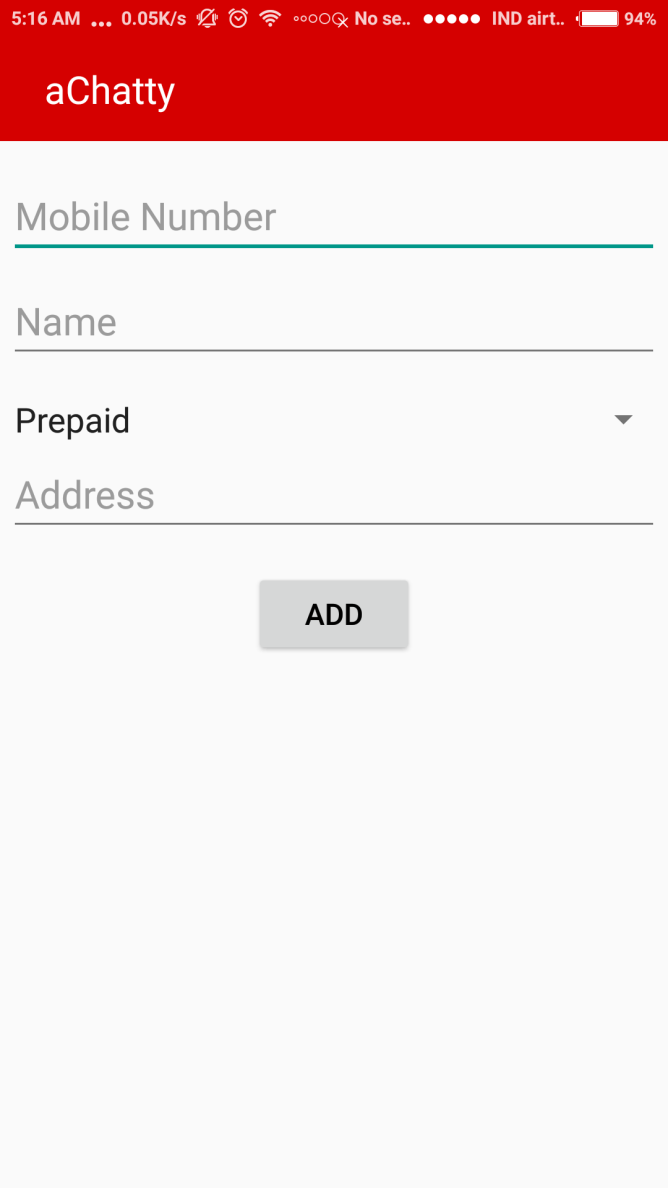 5:16 AM ... 0.05K/s No se.. IND airt.. 94%
aChatty
Mobile Number
Name
Prepaid
Address
ADD